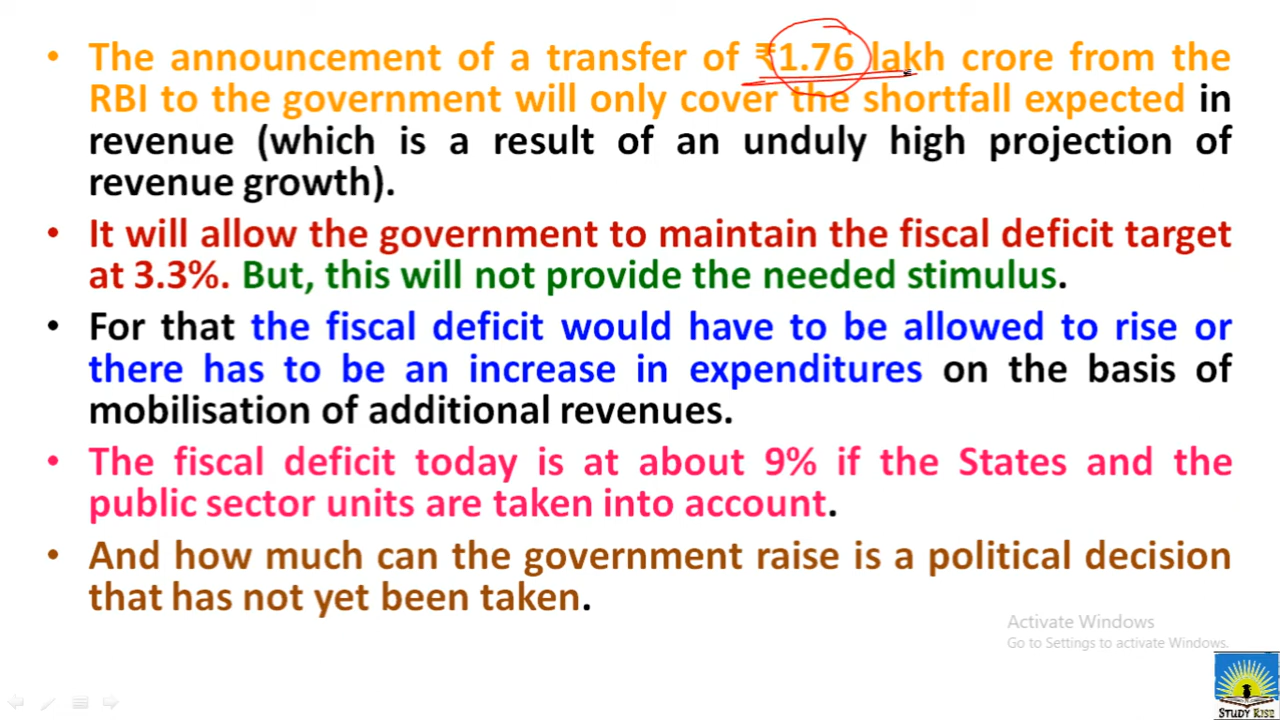 • The announcement of a transfer of ₹1.76 lakh crore from the
RBI to the government will only cover the shortfall expected in
revenue (which is a result of an unduly high projection of
revenue growth).
• It will allow the government to maintain the fiscal deficit target
at 3.3%. But, this will not provide the needed stimulus.
• For that the fiscal deficit would have to be allowed to rise or
there has to be an increase in expenditures on the basis of
mobilisation of additional revenues.
• The fiscal deficit today is at about 9% if the States and the
public sector units are taken into account.
• And how much can the government raise is a political decision
that has not yet been taken.
Activate Windows
Go to Settings to activate Windows.
STUDY RISE